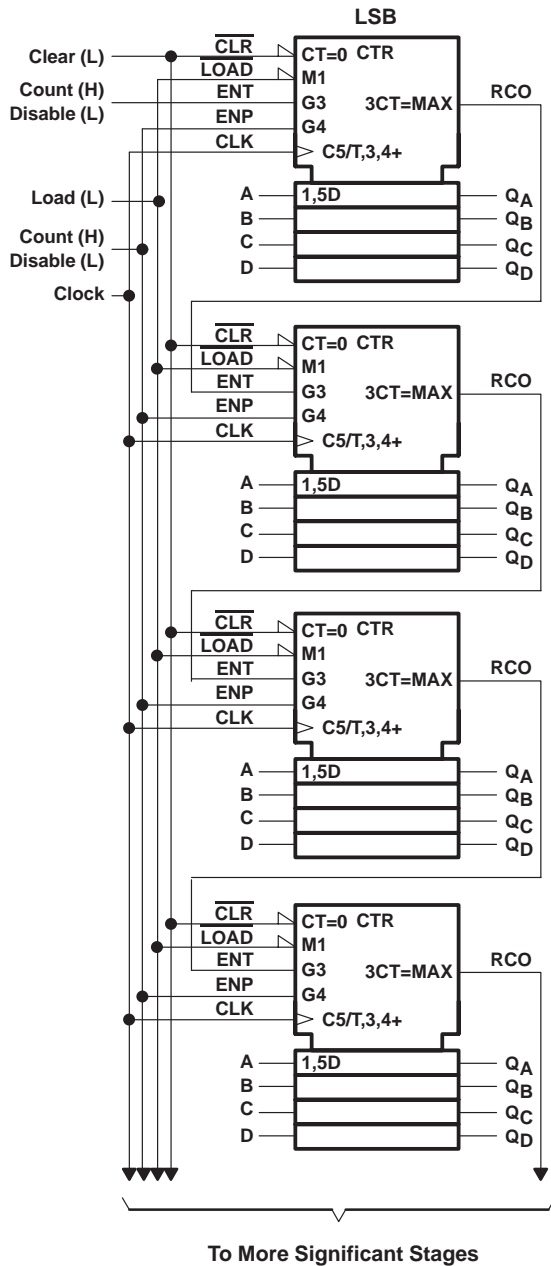 LSB
Clear (L)
Count (H)
Disable (L)
Load (L)
Count (H)
Disable (L)
Clock
CLR
LOAD
ENT
ENP
CLK
CT=0 CTR
M1
G3 3CT=MAX
G4
C5/T,3,4+
RCO
A 1,5D QA
B QB
C QC
D QD
CLR
LOAD
ENT
ENP
CLK
CT=0 CTR
M1
G3 3CT=MAX
G4
C5/T,3,4+
RCO
A 1,5D QA
B QB
C QC
D QD
CLR
LOAD
ENT
ENP
CLK
CT=0 CTR
M1
G3 3CT=MAX
G4
C5/T,3,4+
RCO
A 1,5D QA
B QB
C QC
D QD
CLR
LOAD
ENT
ENP
CLK
CT=0 CTR
M1
G3 3CT=MAX
G4
C5/T,3,4+
RCO
A 1,5D QA
B QB
C QC
D QD
To More Significant Stages